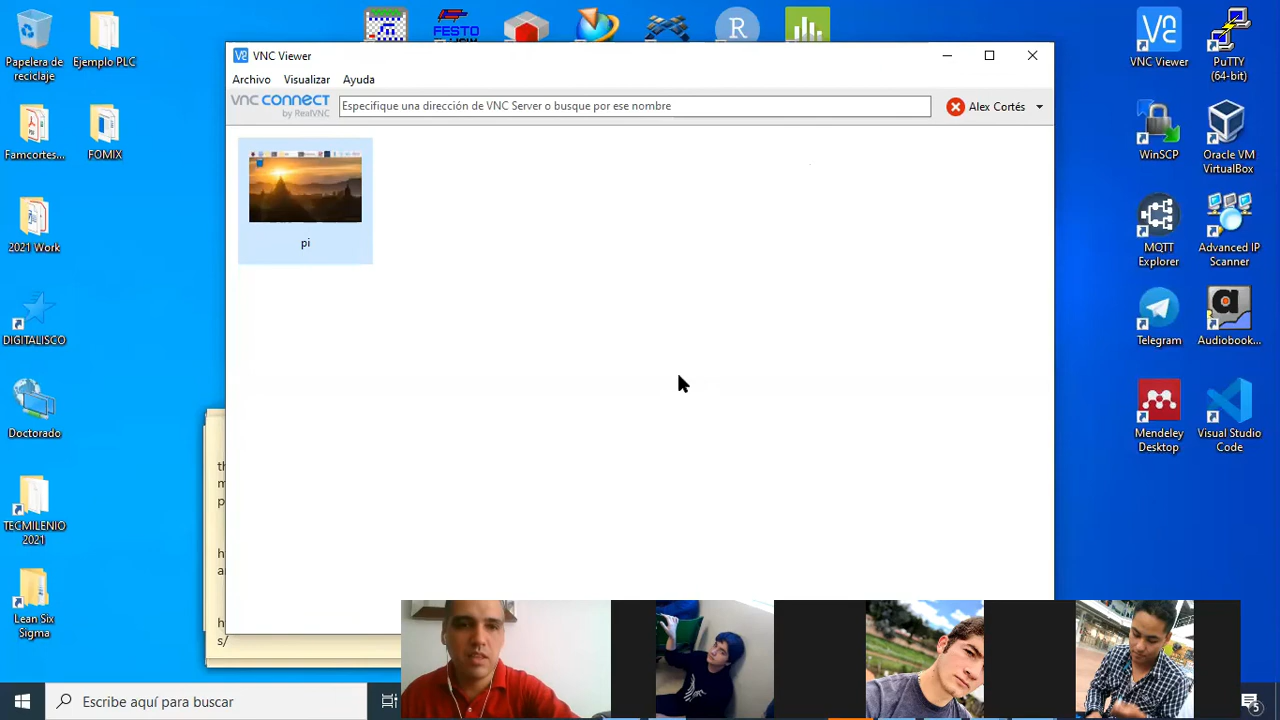 Papelera de
reciclaje
Ejemplo PLC
FESTO
R
VNC Viewer
PuTTY
(64-bit)
VNC Viewer
Archivo
Visualizar
Ayuda
VNC CONNECT
by RealVNC
Especifique una dirección de VNC Server o busque por ese nombre
Alex Cortés
pi
Famcortes...
FOMIX
2021 Work
DIGITALISCO
Doctorado
TECMILENIO
2021
Lean Six
Sigma
WinSCP
Oracle VM
VirtualBox
MQTT
Explorer
Advanced IP
Scanner
Telegram
Audiobook...
Mendeley
Desktop
Visual Studio
Code
s/
Escribe aquí para buscar
5